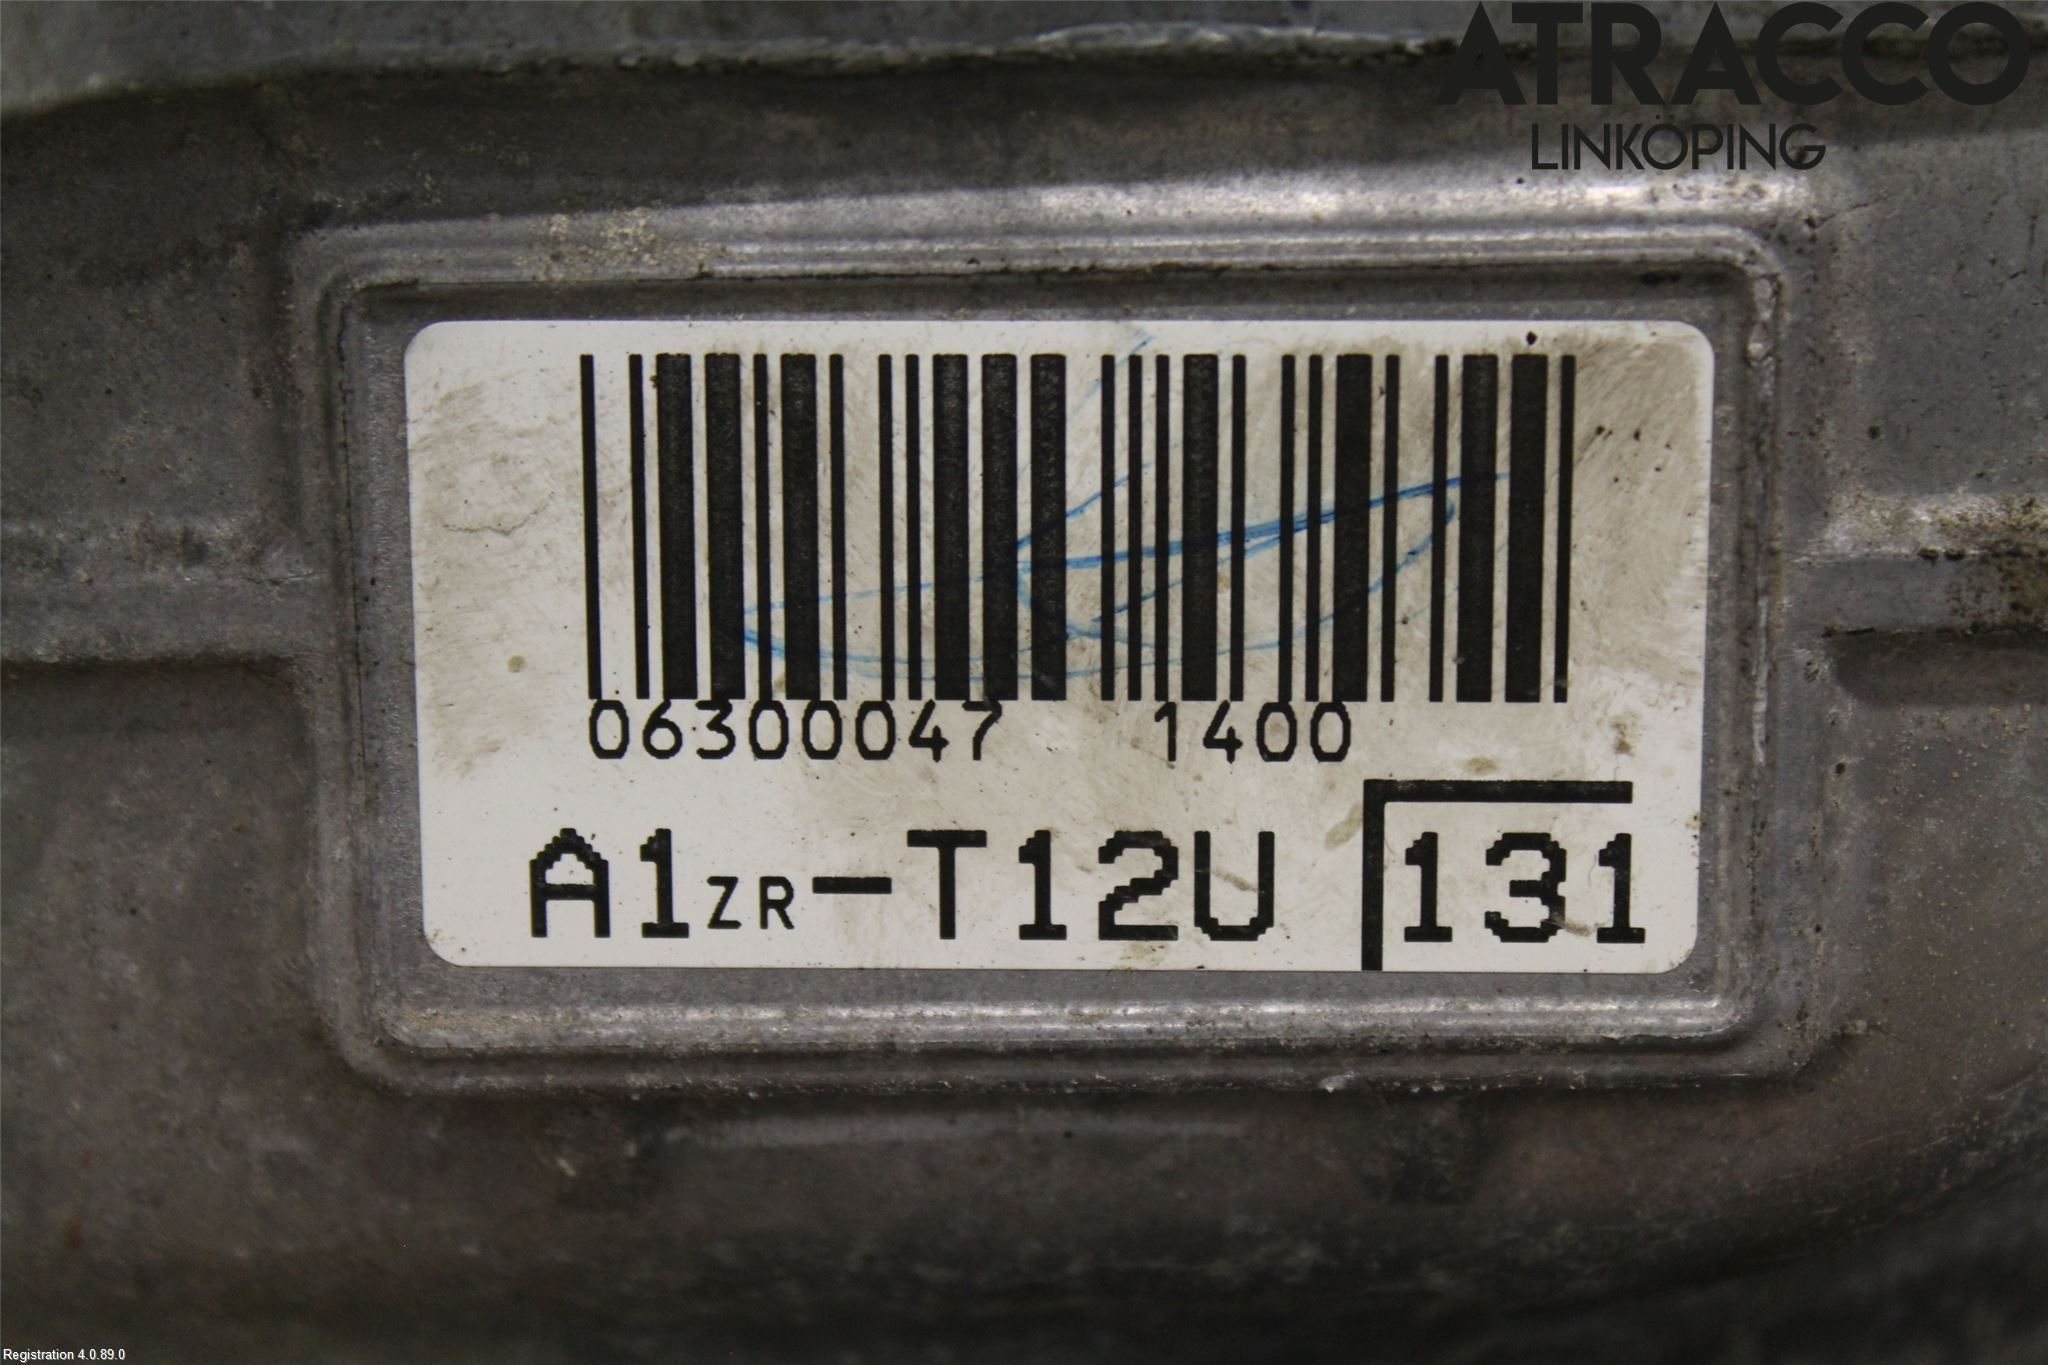 ATRACCO
LINKÖPING
06300047 1400
A1ZR-T12U 131
Registration 4.0.89.0